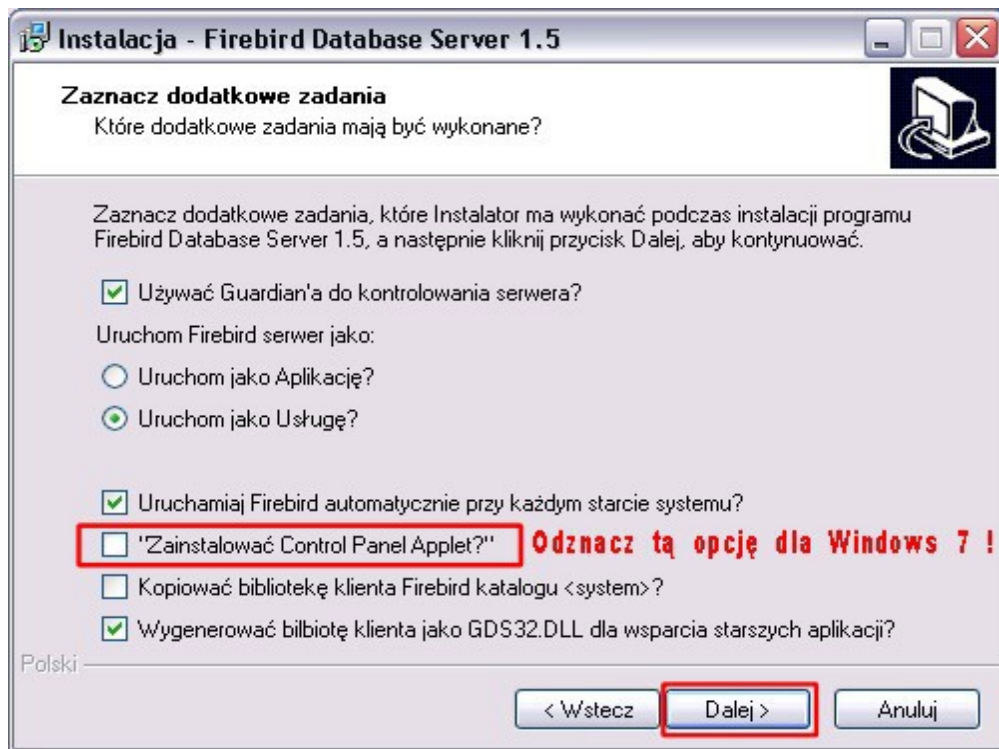 Instalacja - Firebird Database Server 1.5
Zaznacz dodatkowe zadania
Które dodatkowe zadania mają być wykonane?
Zaznacz dodatkowe zadania, które Instalator ma wykonać podczas instalacji programu
Firebird Database Server 1.5, a następnie kliknij przycisk Dalej, aby kontynuować.
Używać Guardian'a do kontrolowania serwera?
Uruchom Firebird serwer jako:
Uruchom jako Aplikację?
Uruchom jako Usługę?
Uruchamiaj Firebird automatycznie przy każdym starcie systemu?
"Zainstalować Control Panel Applet?" Odznacz tą opcję dla Windows 7 !
Kopiować bibliotekę klienta Firebird katalogu <system>?
Wygenerować bilbiotę klienta jako GDS32.DLL dla wsparcia starszych aplikacji?
Polski
< Wstecz Dalej > Anuluj